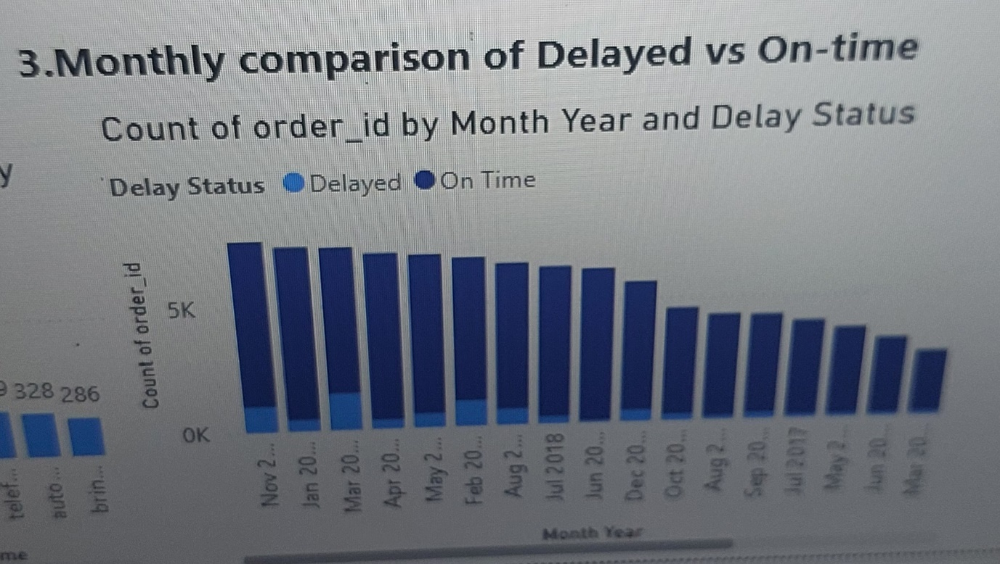 3.Monthly comparison of Delayed vs On-time
Count of order_id by Month Year and Delay Status
y
Delay Status Delayed On Time
Count of order_id
5K
0K
328 286
telef...
auto...
brin...
Nov 2...
Jan 20...
Mar 20...
Apr 20...
May 2...
Feb 20...
Aug 2...
Jul 2018
Jun 20...
Dec 20...
Oct 20...
Aug 2...
Sep 20...
Jul 2017
May 2...
Jun 20...
Mar 20...
Month Year
me